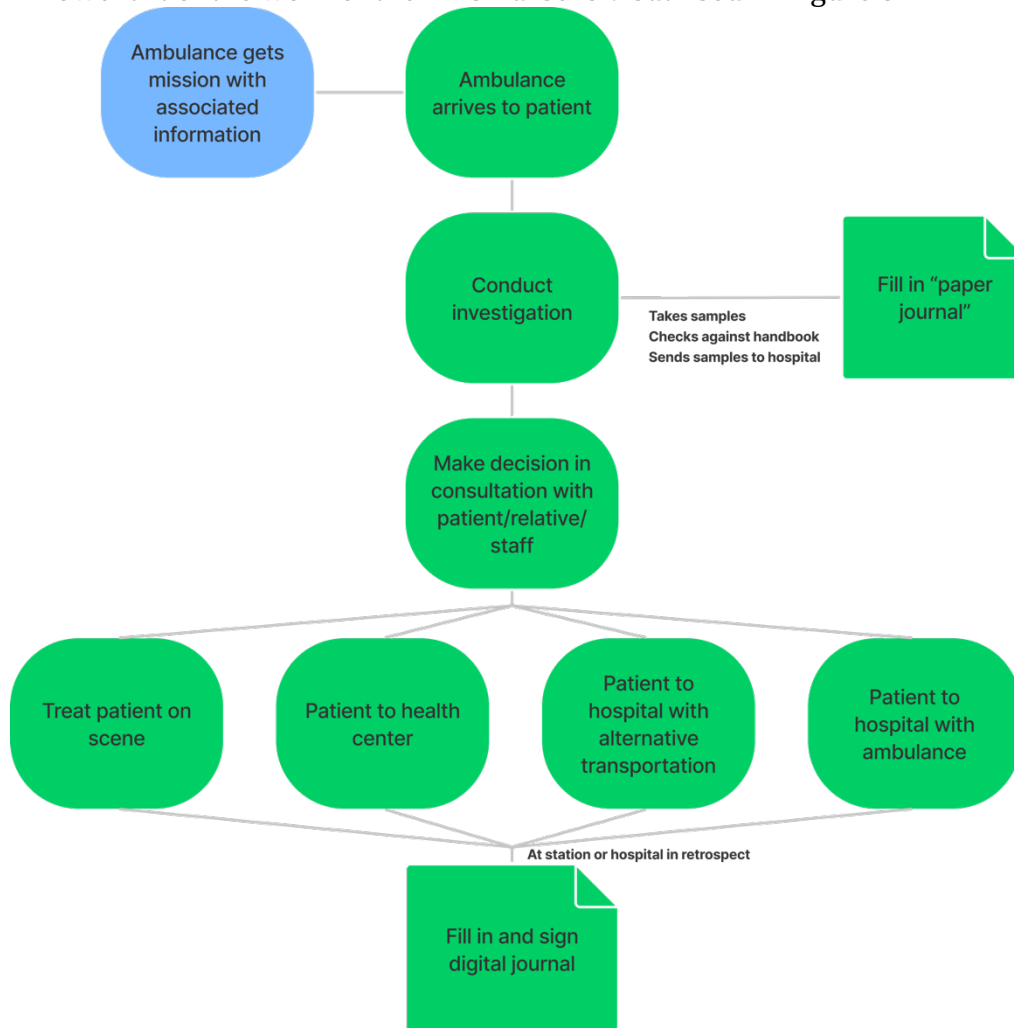 Ambulance gets
mission with
associated
information
Ambulance
arrives to patient
Conduct
investigation
Takes samples
Checks against handbook
Sends samples to hospital
Fill in “paper
journal”
Make decision in
consultation with
patient/relative/
staff
Treat patient on
scene
Patient to health
center
Patient to
hospital with
alternative
transportation
Patient to
hospital with
ambulance
At station or hospital in retrospect
Fill in and sign
digital journal